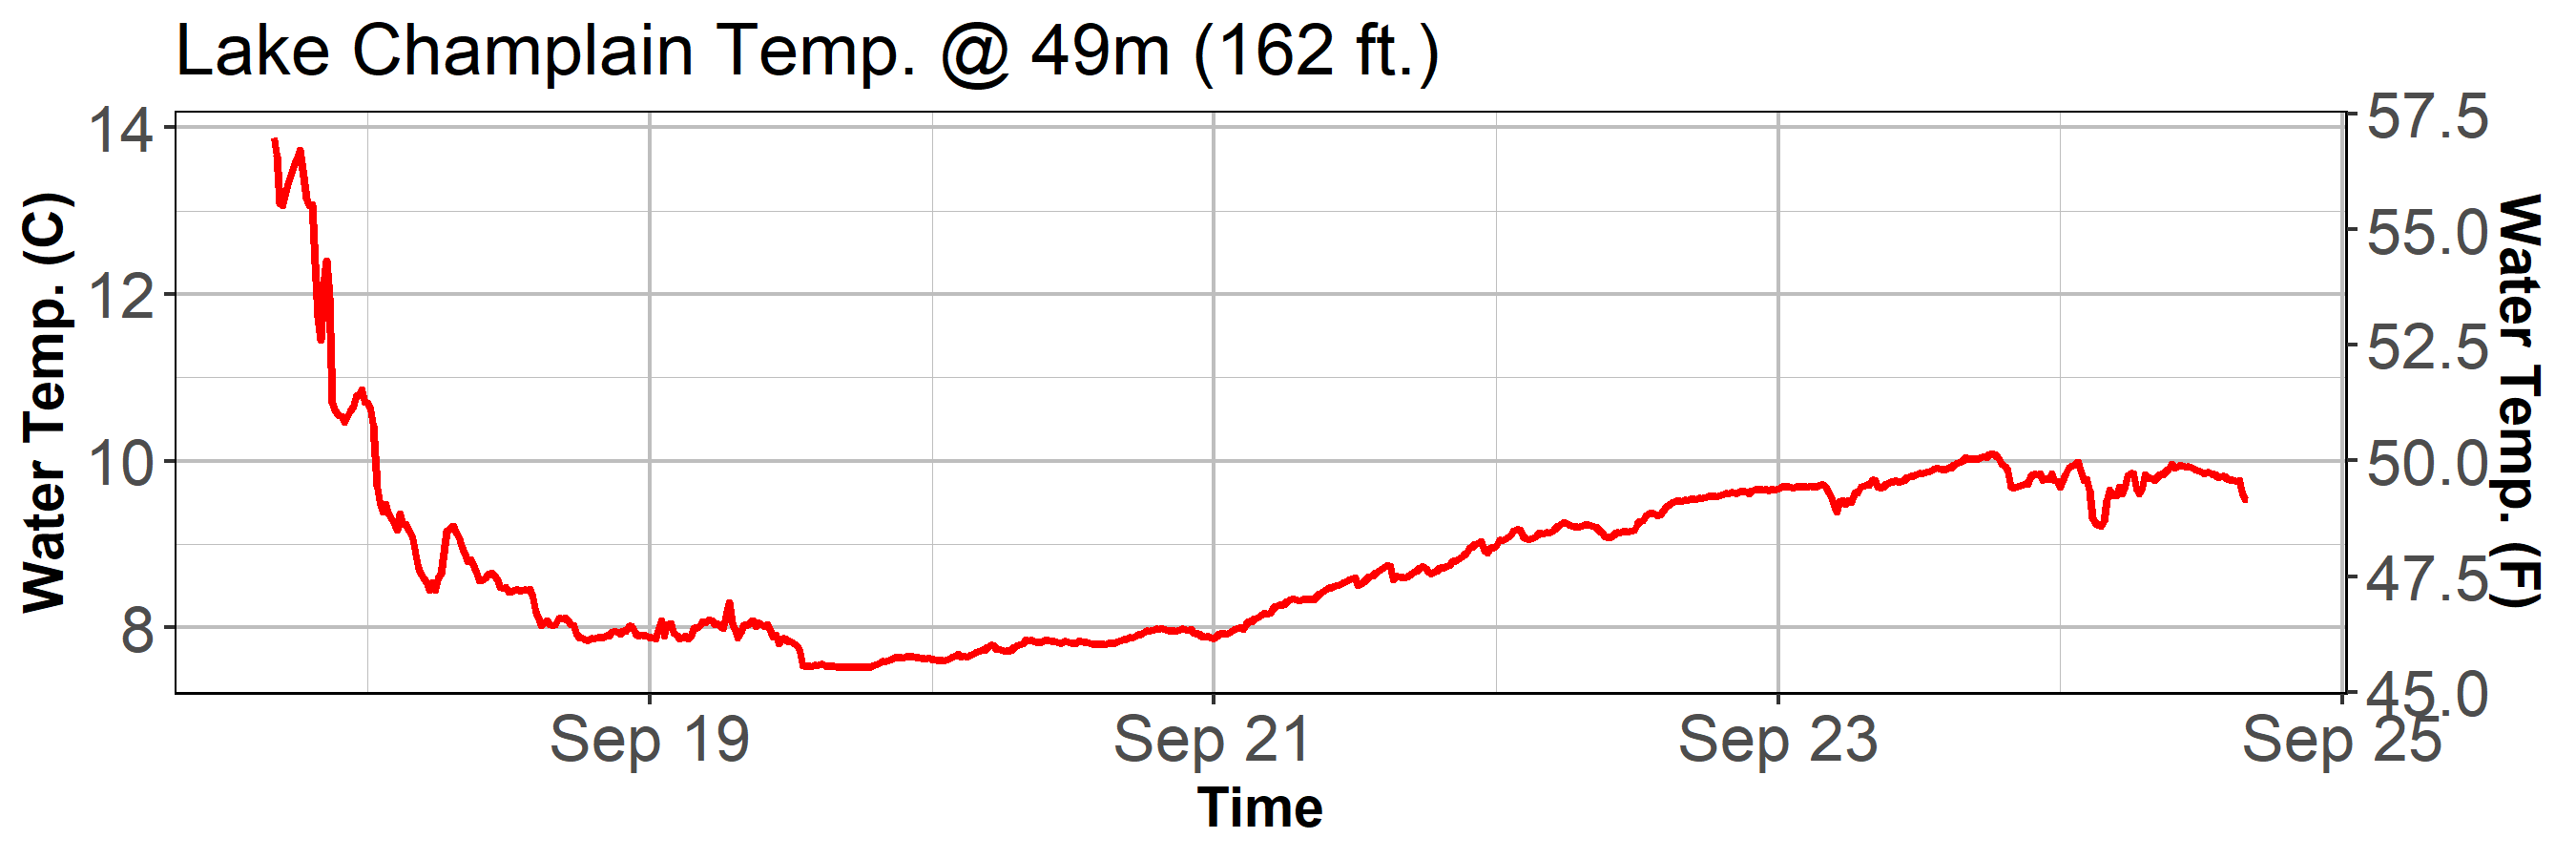 Lake Champlain Temp. @ 49m (162 ft.)
Water Temp. (C)
14
12
10
8
57.5
55.0
52.5
50.0
47.5
45.0
Water Temp. (F)
Sep 19
Sep 21
Sep 23
Sep 25
Time